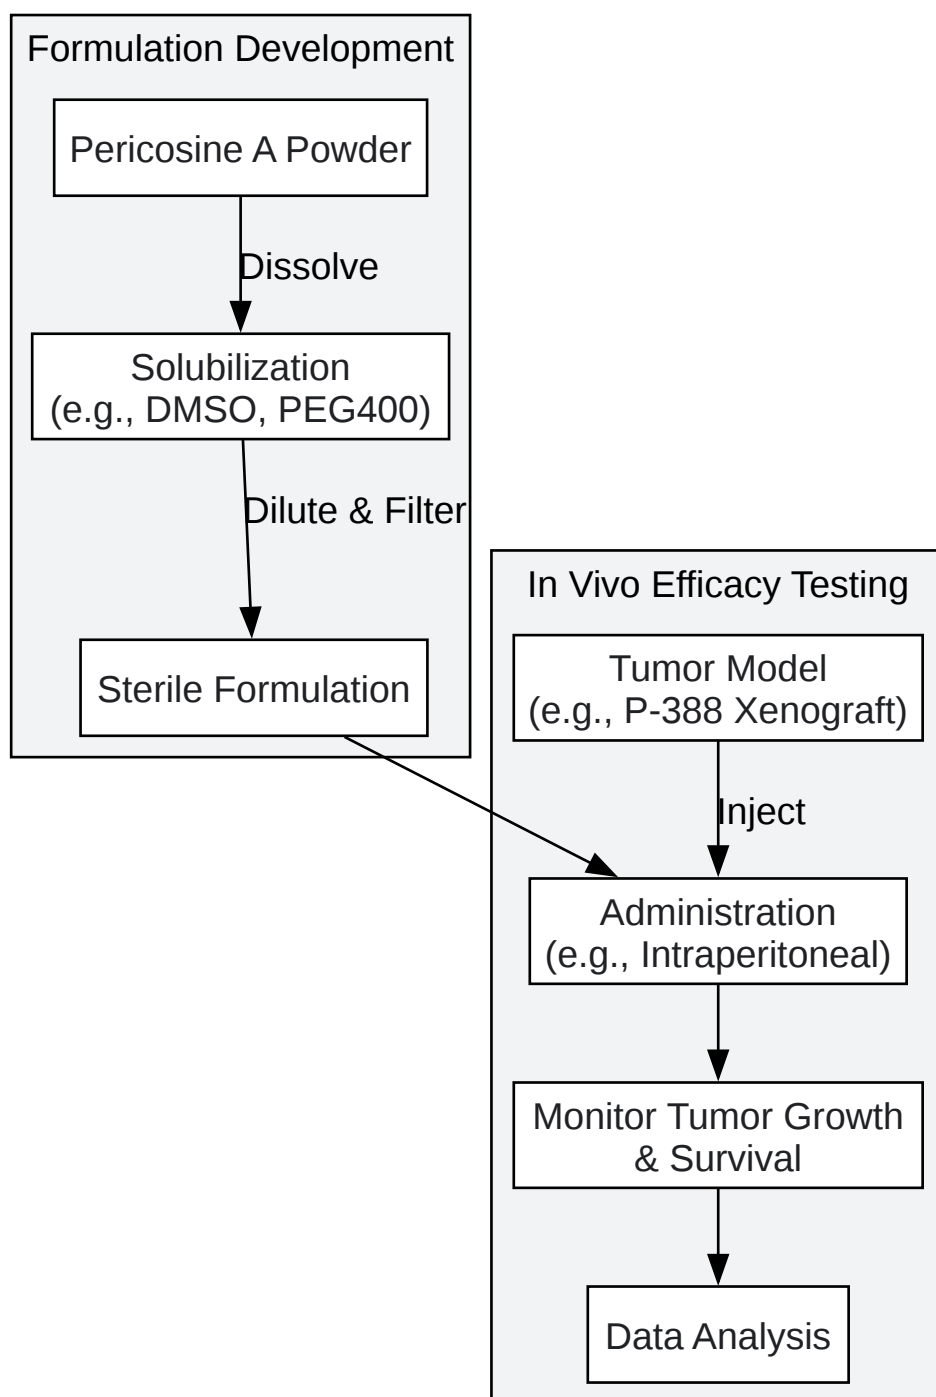 Formulation Development
Pericosine A Powder
Dissolve
Solubilization
(e.g., DMSO, PEG400)
Dilute & Filter
Sterile Formulation
In Vivo Efficacy Testing
Tumor Model
(e.g., P-388 Xenograft)
Inject
Administration
(e.g., Intraperitoneal)
Monitor Tumor Growth
& Survival
Data Analysis